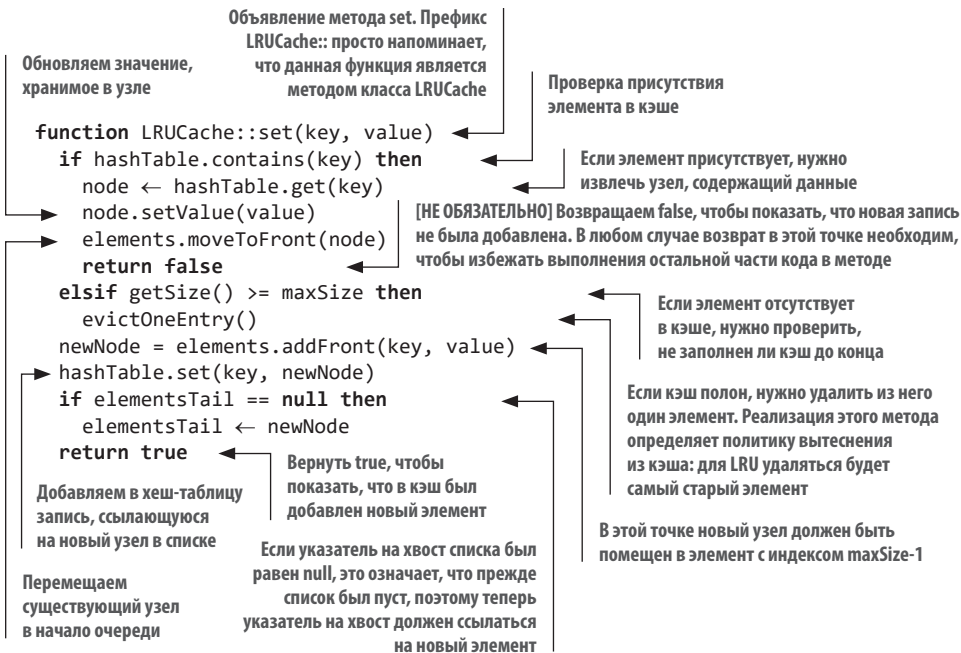 Объявление метода set. Префикс
LRUCache:: просто напоминает,
что данная функция является
методом класса LRUCache
Обновляем значение,
хранимое в узле
Проверка присутствия
элемента в кэше
function LRUCache::set(key, value)
if hashTable.contains(key) then
node ← hashTable.get(key)
node.setValue(value)
elements.moveToFront(node)
return false
elsif getSize() >= maxSize then
evictOneEntry()
newNode = elements.addFront(key, value)
hashTable.set(key, newNode)
if elementsTail == null then
elementsTail ← newNode
return true
Если элемент присутствует, нужно
извлечь узел, содержащий данные
[НЕ ОБЯЗАТЕЛЬНО] Возвращаем false, чтобы показать, что новая запись
не была добавлена. В любом случае возврат в этой точке необходим,
чтобы избежать выполнения остальной части кода в методе
Если элемент отсутствует
в кэше, нужно проверить,
не заполнен ли кэш до конца
Если кэш полон, нужно удалить из него
один элемент. Реализация этого метода
определяет политику вытеснения
из кэша: для LRU удаляться будет
самый старый элемент
Вернуть true, чтобы
показать, что в кэш был
добавлен новый элемент
Добавляем в хеш-таблицу
запись, ссылающуюся
на новый узел в списке
В этой точке новый узел должен быть
помещен в элемент с индексом maxSize-1
Если указатель на хвост списка был
равен null, это означает, что прежде
список был пуст, поэтому теперь
указатель на хвост должен ссылаться
на новый элемент
Перемещаем
существующий узел
в начало очереди